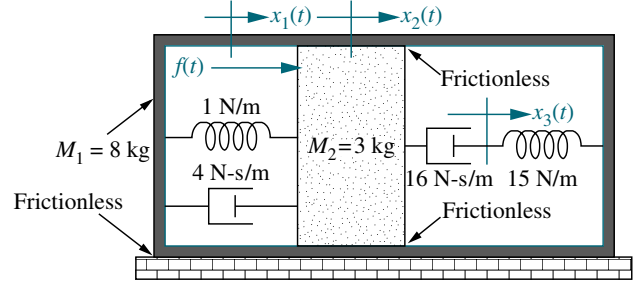 x₁(t) x₂(t)
f(t)
Frictionless
1 N/m
x₃(t)
M₁ = 8 kg
M₂=3 kg
4 N-s/m
16 N-s/m 15 N/m
Frictionless
Frictionless